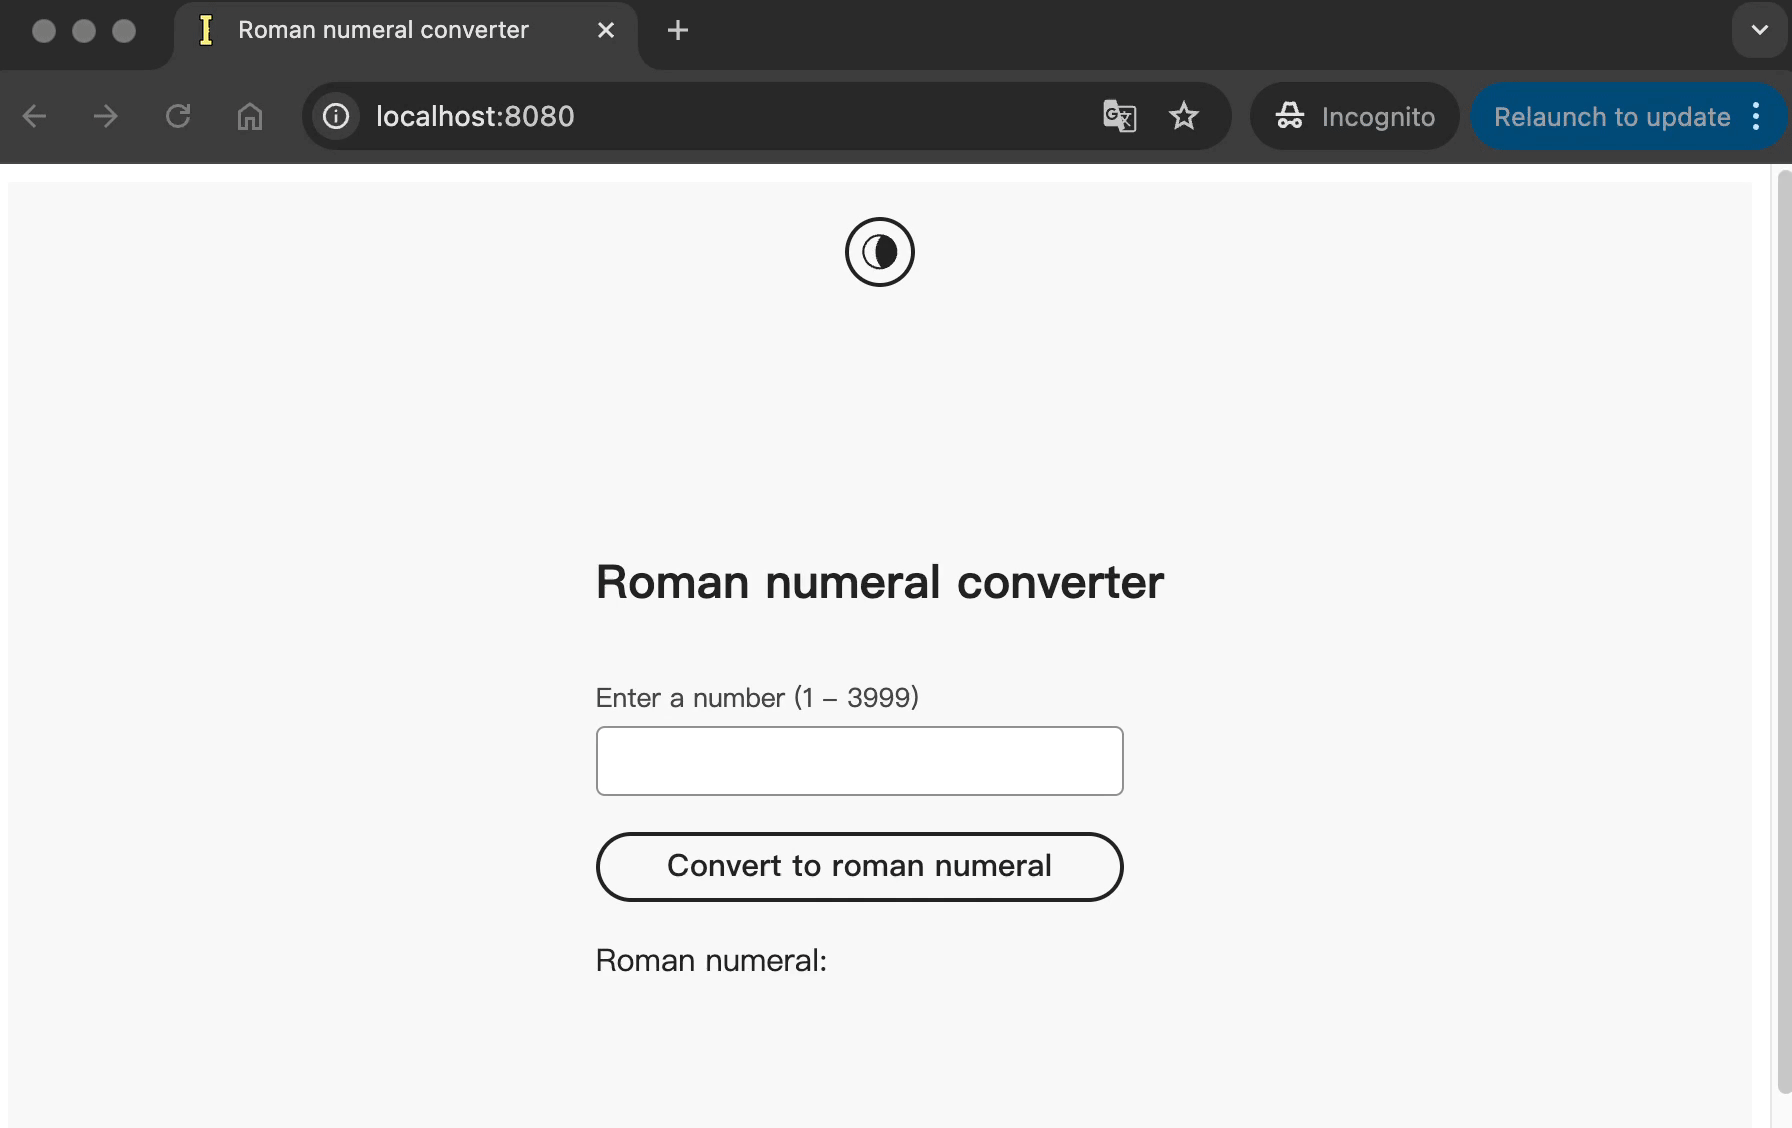 Roman numeral converter
localhost:8080
Incognito
Relaunch to update
Roman numeral converter
Enter a number (1 – 3999)
Convert to roman numeral
Roman numeral: